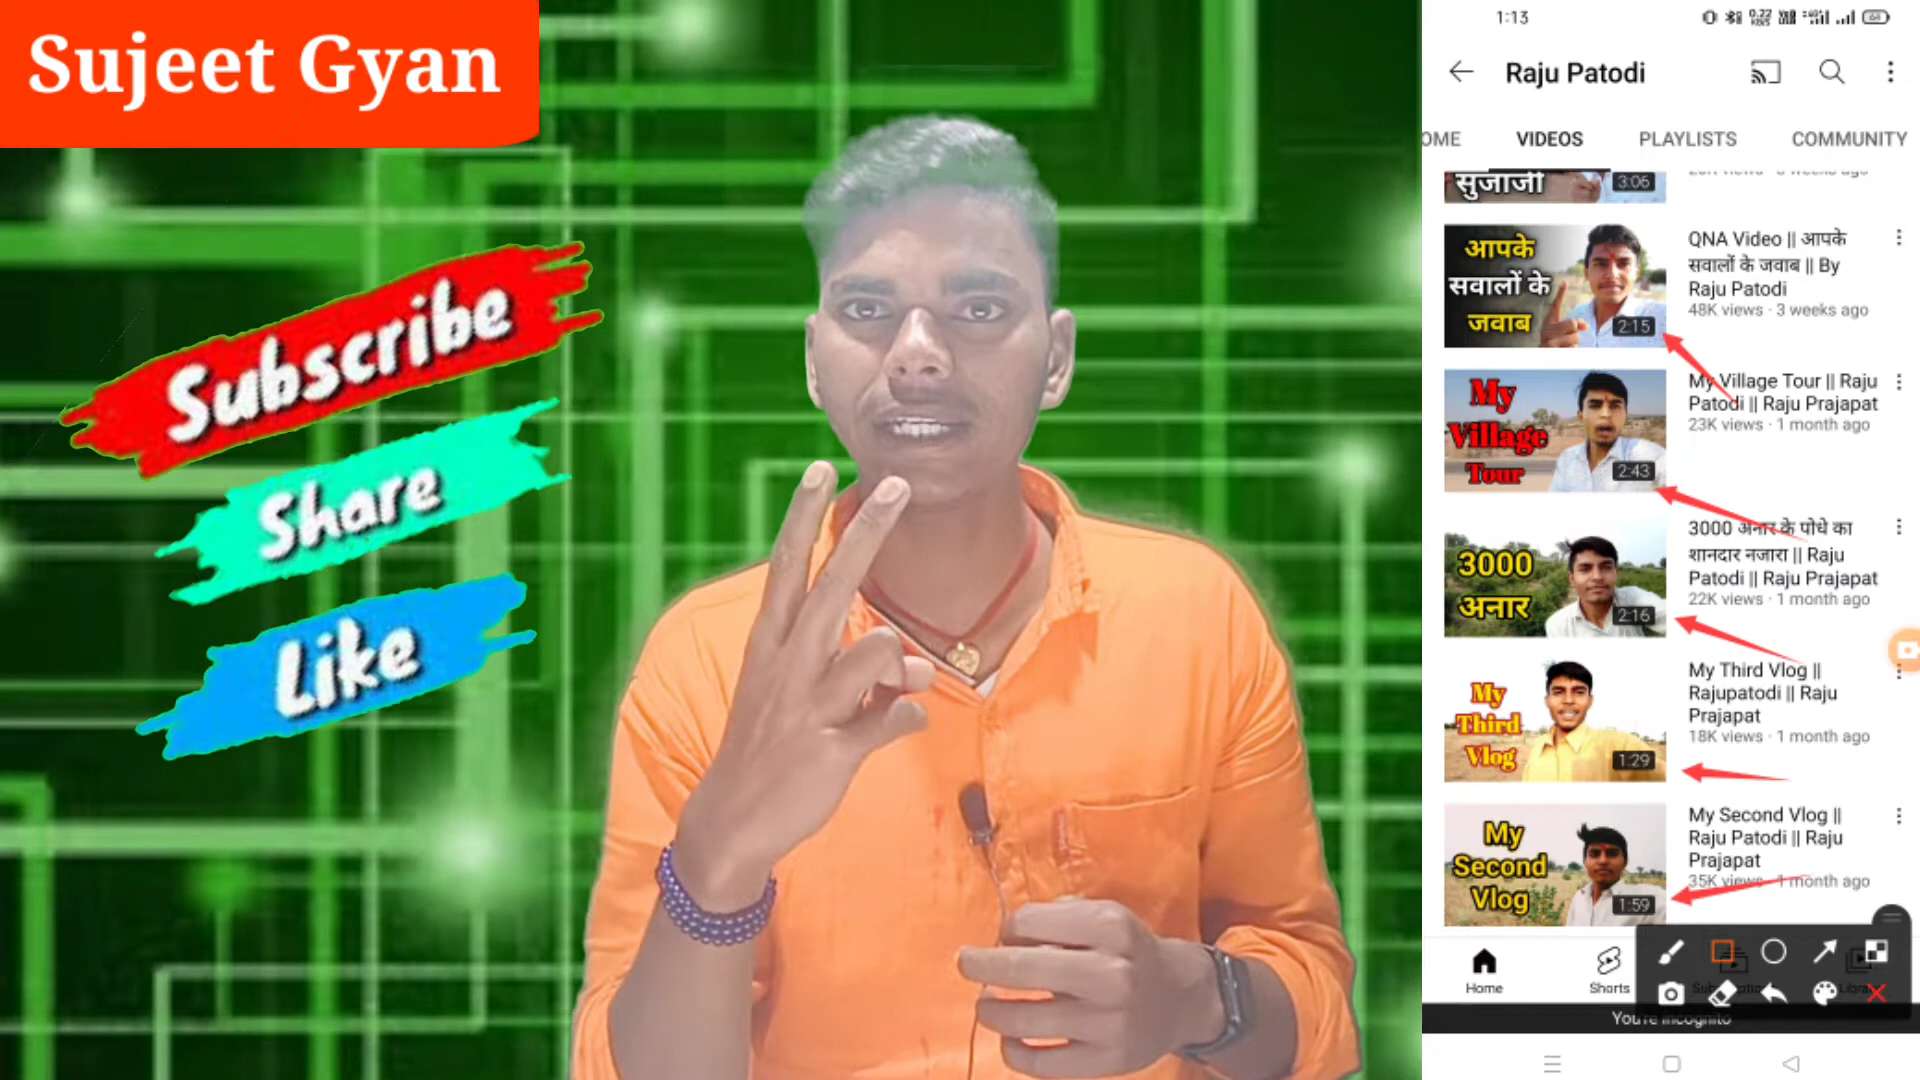 Sujeet Gyan
Subscribe
Share
Like
1:13
Raju Patodi
OME VIDEOS PLAYLISTS COMMUNITY
सुजाजी
3:06
weeks ago
आपके
सवालों के
जवाब
2:15
QNA Video || आपके
सवालों के जवाब || By
Raju Patodi
48K views · 3 weeks ago
My
Village
Tour
2:43
My Village Tour || Raju
Patodi || Raju Prajapat
23K views · 1 month ago
3000
अनार
2:16
3000 अनार के पोधे का
शानदार नजारा || Raju
Patodi || Raju Prajapat
22K views · 1 month ago
My
Third
Vlog
1:29
My Third Vlog ||
Rajupatodi || Raju
Prajapat
18K views · 1 month ago
My
Second
Vlog
1:59
My Second Vlog ||
Raju Patodi || Raju
Prajapat
35K views · 1 month ago
Home
Shorts
You're incognito